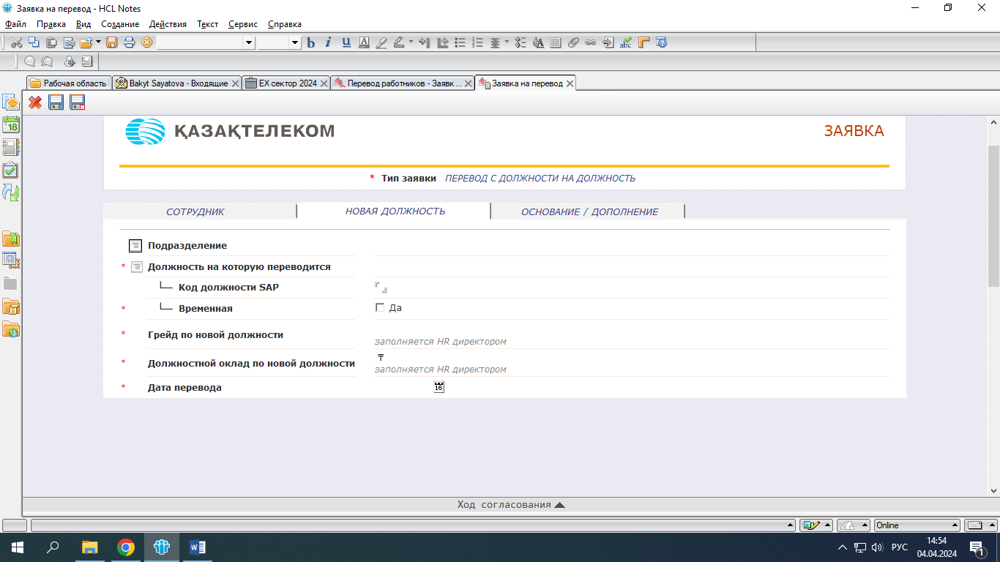 Заявка на перевод - HCL Notes
Файл Правка Вид Создание Действия Текст Сервис Справка
Рабочая область Bakyt Sayatova - Входящие EX сектор 2024 Перевод работников - Заявк ... Заявка на перевод
ҚАЗАҚТЕЛЕКОМ ЗАЯВКА
* Тип заявки ПЕРЕВОД С ДОЛЖНОСТИ НА ДОЛЖНОСТЬ
СОТРУДНИК НОВАЯ ДОЛЖНОСТЬ ОСНОВАНИЕ / ДОПОЛНЕНИЕ
Подразделение
* Должность на которую переводится
Код должности SAP
* Временная Да
* Грейд по новой должности
заполняется HR директором
* Должностной оклад по новой должности ₸
заполняется HR директором
* Дата перевода 16
Ход согласования
Online
РУС 14:54
04.04.2024 1